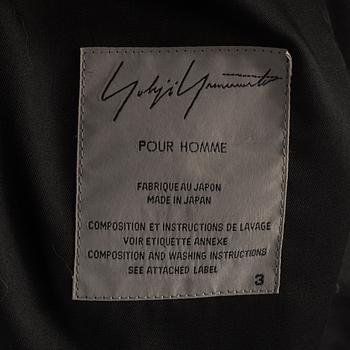 Yohji Yamamoto
POUR HOMME
FABRIQUE AU JAPON
MADE IN JAPAN
COMPOSITION ET INSTRUCTIONS DE LAVAGE
VOIR ETIQUETTE ANNEXE
COMPOSITION AND WASHING INSTRUCTIONS
SEE ATTACHED LABEL
3